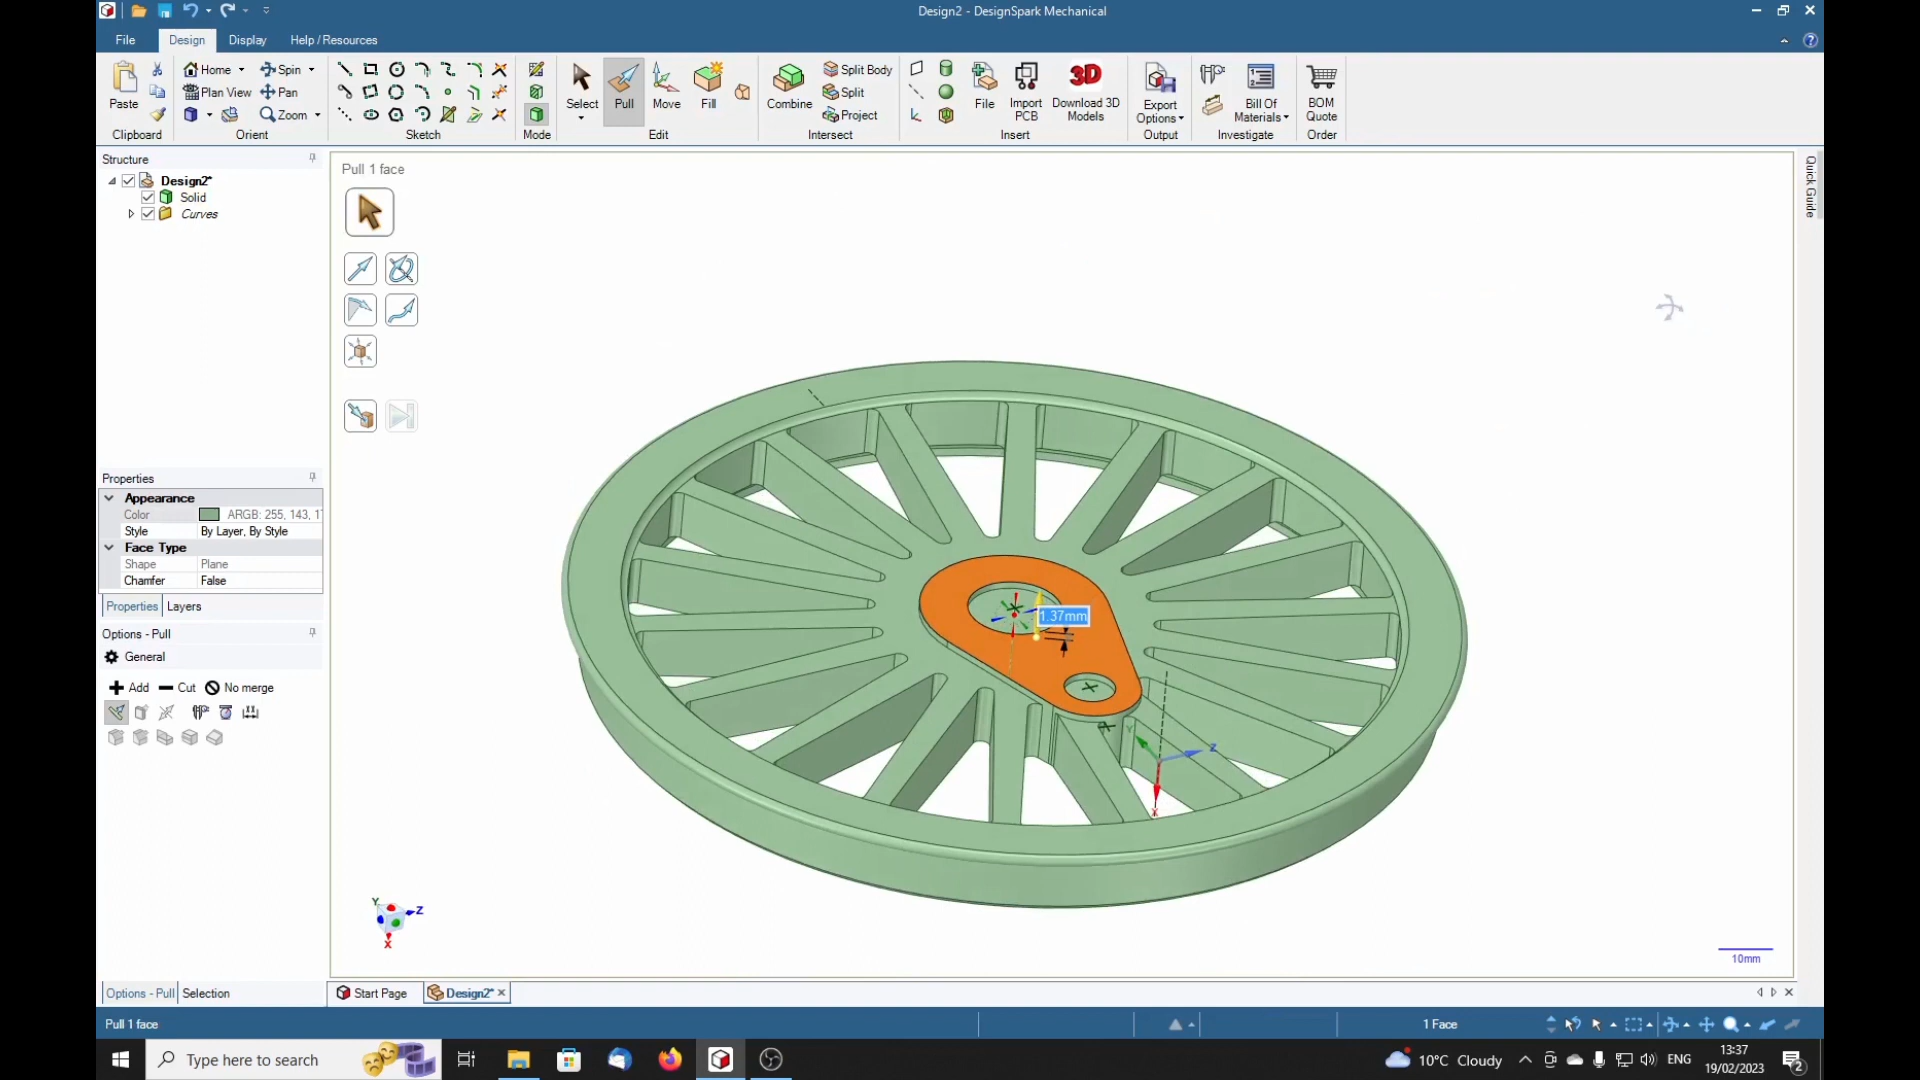 Design2 - DesignSpark Mechanical
File Design Display Help / Resources
Paste
Clipboard
Home Spin
Plan View Pan
Zoom
Orient
Sketch
Mode
Select Pull Move Fill
Edit
Combine
Split Body
Split
Project
Intersect
File Import PCB Download 3D Models
3D
Insert
Export Options
Output
Bill Of Materials
Investigate
BOM Quote
Order
Structure
Design2*
Solid
Curves
Properties
Appearance
Color ARGB: 255, 143, 1
Style By Layer, By Style
Face Type
Shape Plane
Chamfer False
Properties Layers
Options - Pull
General
Add Cut No merge
Options - Pull Selection
Pull 1 face
1.37mm
Y
Z
X
Y
Z
X
10mm
Quick Guide
Start Page Design2*
Pull 1 face 1 Face
Type here to search
10°C Cloudy ENG
13:37
19/02/2023
2